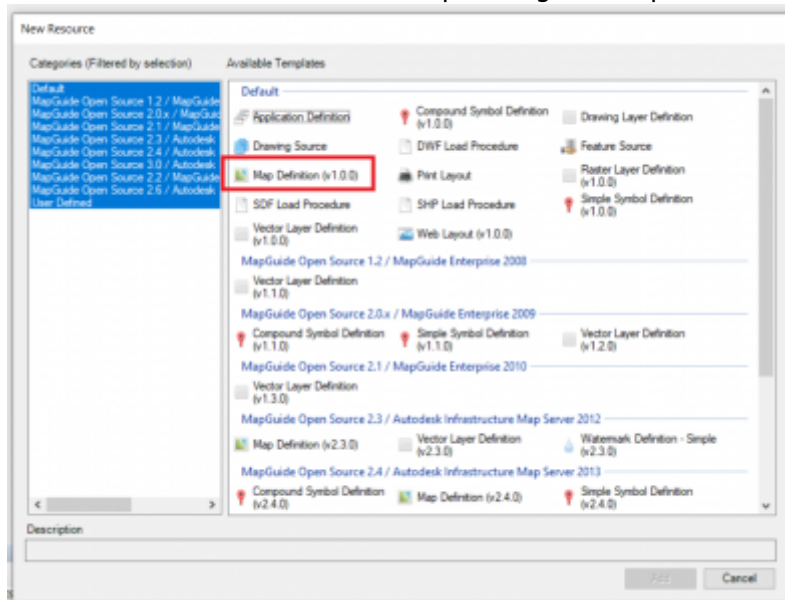 New Resource
Categories (Filtered by selection)
Available Templates
Default
MapGuide Open Source 1.2 / MapGuide
MapGuide Open Source 2.0.x / MapGuid
MapGuide Open Source 2.1 / MapGuide
MapGuide Open Source 2.3 / Autodesk
MapGuide Open Source 2.4 / Autodesk
MapGuide Open Source 3.0 / Autodesk
MapGuide Open Source 2.2 / MapGuide
MapGuide Open Source 2.6 / Autodesk
User Defined
Default
Application Definition
Compound Symbol Definition
(v1.0.0)
Drawing Layer Definition
Drawing Source
DWF Load Procedure
Feature Source
Map Definition (v1.0.0)
Print Layout
Raster Layer Definition
(v1.0.0)
SDF Load Procedure
SHP Load Procedure
Simple Symbol Definition
(v1.0.0)
Vector Layer Definition
(v1.0.0)
Web Layout (v1.0.0)
MapGuide Open Source 1.2 / MapGuide Enterprise 2008
Vector Layer Definition
(v1.1.0)
MapGuide Open Source 2.0.x / MapGuide Enterprise 2009
Compound Symbol Definition
(v1.1.0)
Simple Symbol Definition
(v1.1.0)
Vector Layer Definition
(v1.2.0)
MapGuide Open Source 2.1 / MapGuide Enterprise 2010
Vector Layer Definition
(v1.3.0)
MapGuide Open Source 2.3 / Autodesk Infrastructure Map Server 2012
Map Definition (v2.3.0)
Vector Layer Definition
(v2.3.0)
Watermark Definition - Simple
(v2.3.0)
MapGuide Open Source 2.4 / Autodesk Infrastructure Map Server 2013
Compound Symbol Definition
(v2.4.0)
Map Definition (v2.4.0)
Simple Symbol Definition
(v2.4.0)
Description
Add
Cancel